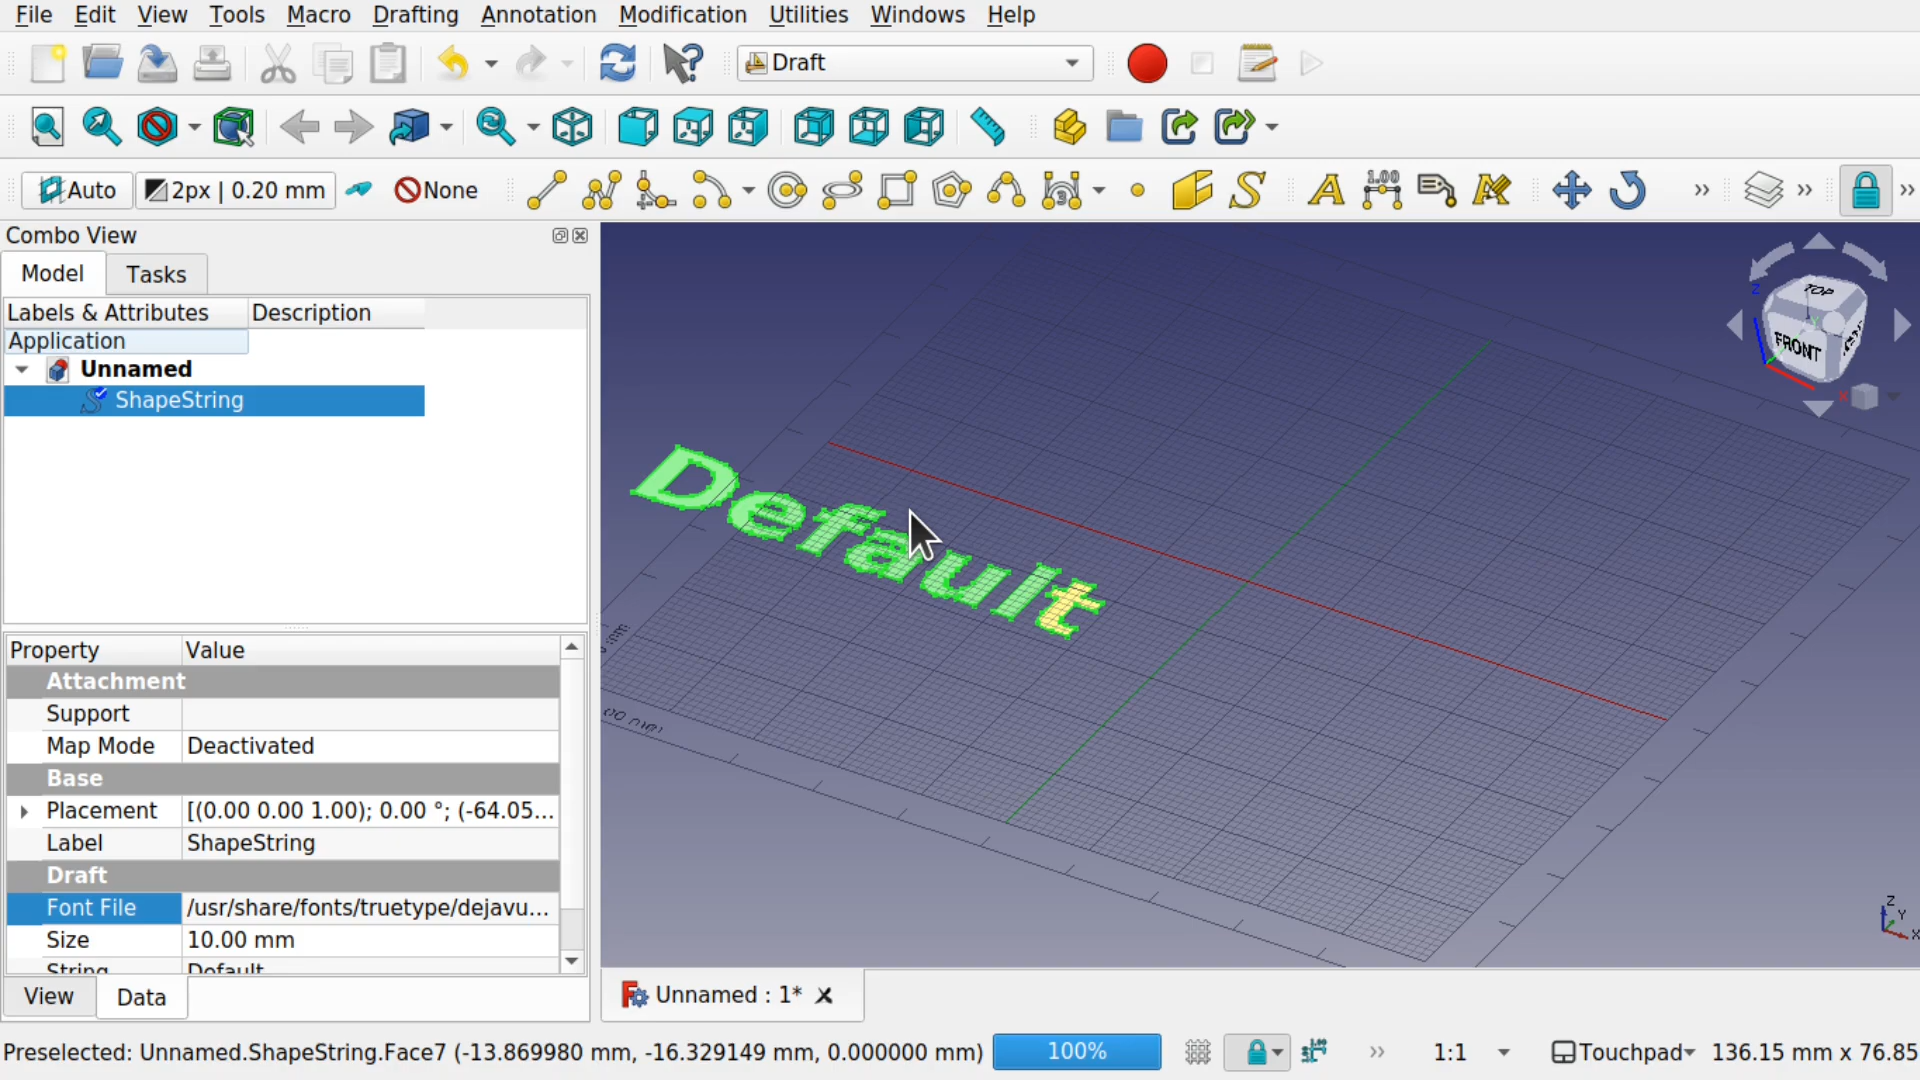 File Edit View Tools Macro Drafting Annotation Modification Utilities Windows Help
Draft
Auto 2px | 0.20 mm None 1.00
Combo View
Model Tasks
Labels & Attributes Description
Application
Unnamed
ShapeString
TOP
FRONT
Z
X
Default
Property Value
Attachment
Support
Map Mode Deactivated
Base
Placement [(0.00 0.00 1.00); 0.00 °; (-64.05...
Label ShapeString
Draft
Font File /usr/share/fonts/truetype/dejavu...
Size 10.00 mm
String Default
View Data
Z
Y
X
Unnamed : 1*
Preselected: Unnamed.ShapeString.Face7 (-13.869980 mm, -16.329149 mm, 0.000000 mm) 100% 1:1 Touchpad 136.15 mm x 76.85